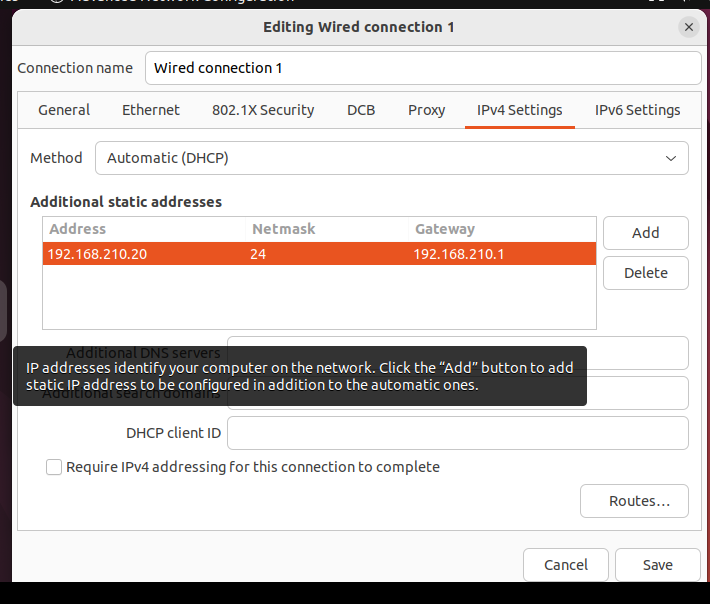 Advanced Network Configuration
Editing Wired connection 1
Connection name Wired connection 1
General Ethernet 802.1X Security DCB Proxy IPv4 Settings IPv6 Settings
Method Automatic (DHCP)
Additional static addresses
Address Netmask Gateway
192.168.210.20 24 192.168.210.1
Add
Delete
Additional DNS servers
IP addresses identify your computer on the network. Click the “Add” button to add
static IP address to be configured in addition to the automatic ones.
Additional search domains
DHCP client ID
Require IPv4 addressing for this connection to complete
Routes…
Cancel Save